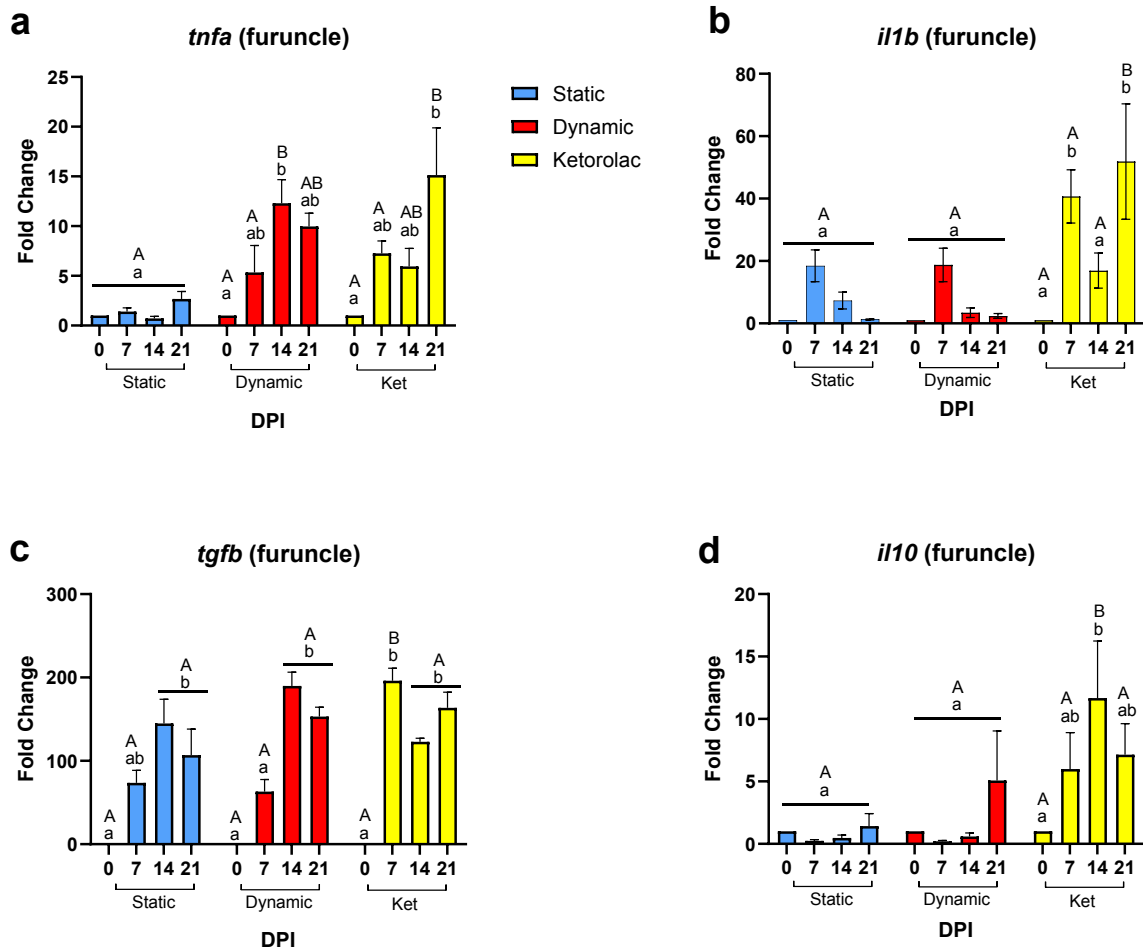 a
tnfa (furuncle)
25
20
15
10
5
0
Fold Change
A
a
A
a
A
ab
B
b
AB
ab
A
a
A
ab
AB
ab
B
b
0 7 14 21 0 7 14 21 0 7 14 21
Static Dynamic Ket
DPI
Static
Dynamic
Ketorolac
b
il1b (furuncle)
80
60
40
20
0
Fold Change
A
a
A
a
A
a
A
b
A
a
B
b
0 7 14 21 0 7 14 21 0 7 14 21
Static Dynamic Ket
DPI
c
tgfb (furuncle)
300
200
100
0
Fold Change
A
a
A
ab
A
b
A
a
A
a
A
b
A
a
B
b
A
b
0 7 14 21 0 7 14 21 0 7 14 21
Static Dynamic Ket
DPI
d
il10 (furuncle)
20
15
10
5
0
Fold Change
A
a
A
a
A
a
A
ab
B
b
A
ab
0 7 14 21 0 7 14 21 0 7 14 21
Static Dynamic Ket
DPI